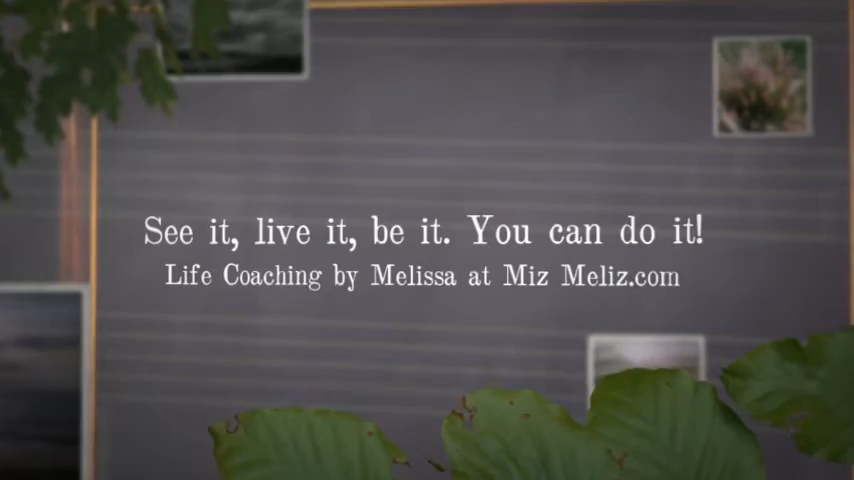 See it, live it, be it. You can do it!
Life Coaching by Melissa at Miz Meliz.com